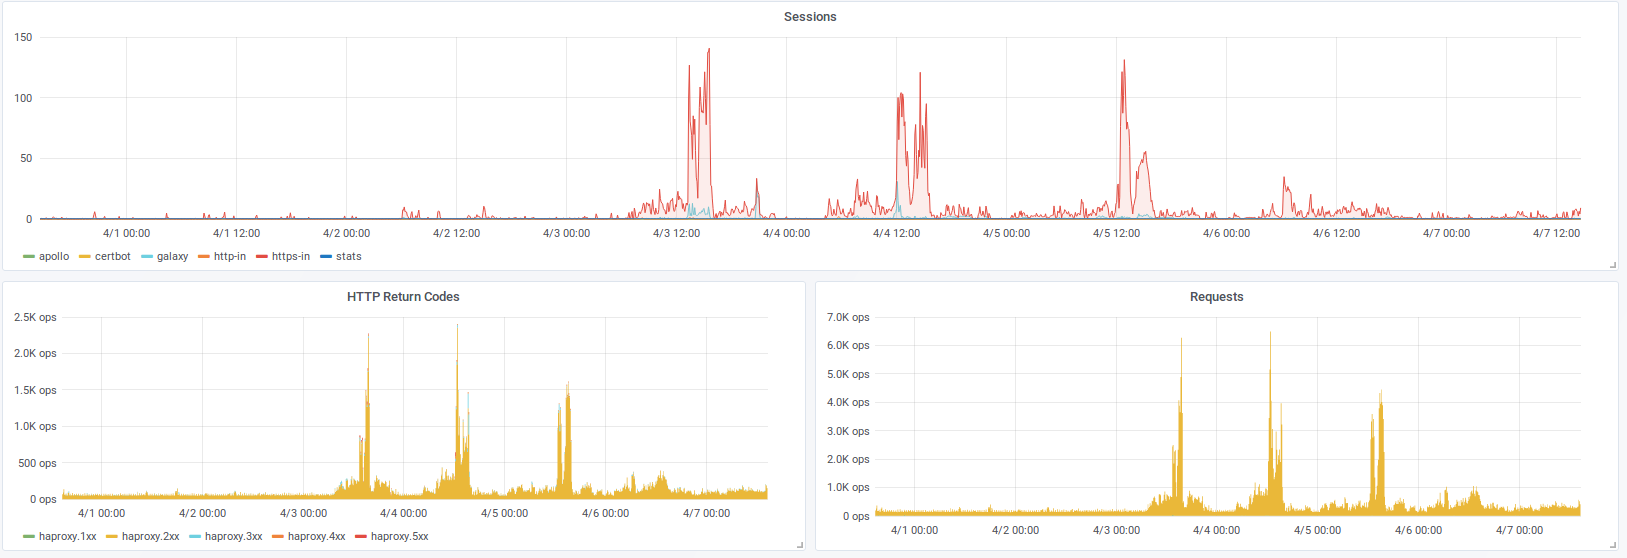 Sessions
150
100
50
0
4/1 00:00 4/1 12:00 4/2 00:00 4/2 12:00 4/3 00:00 4/3 12:00 4/4 00:00 4/4 12:00 4/5 00:00 4/5 12:00 4/6 00:00 4/6 12:00 4/7 00:00 4/7 12:00
apollo certbot galaxy http-in https-in stats
HTTP Return Codes
2.5K ops
2.0K ops
1.5K ops
1.0K ops
500 ops
0 ops
4/1 00:00 4/2 00:00 4/3 00:00 4/4 00:00 4/5 00:00 4/6 00:00 4/7 00:00
haproxy.1xx haproxy.2xx haproxy.3xx haproxy.4xx haproxy.5xx
Requests
7.0K ops
6.0K ops
5.0K ops
4.0K ops
3.0K ops
2.0K ops
1.0K ops
0 ops
4/1 00:00 4/2 00:00 4/3 00:00 4/4 00:00 4/5 00:00 4/6 00:00 4/7 00:00